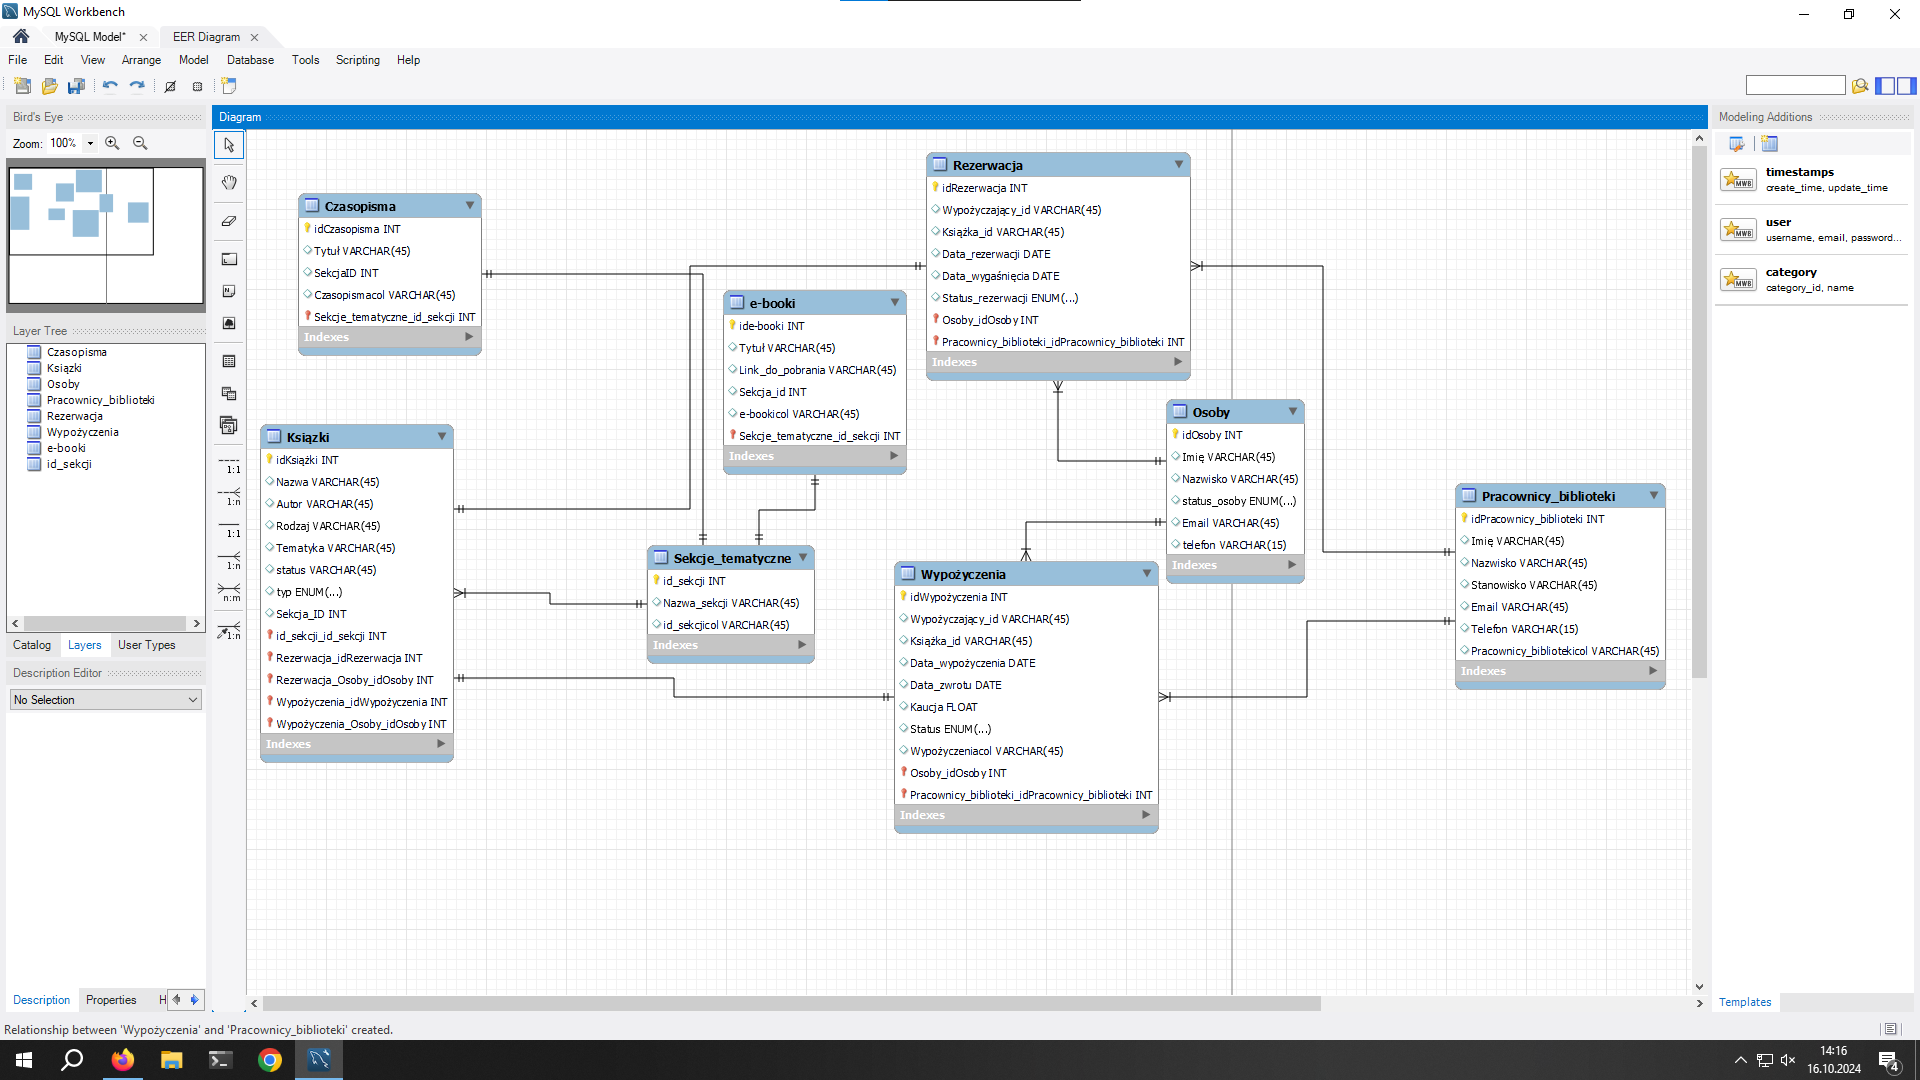 MySQL Workbench
MySQL Model*
EER Diagram
File
Edit
View
Arrange
Model
Database
Tools
Scripting
Help
Bird's Eye
Zoom: 100%
Layer Tree
Czasopisma
Ksiązki
Osoby
Pracownicy_biblioteki
Rezerwacja
Wypożyczenia
e-booki
id_sekcji
Catalog
Layers
User Types
Description Editor
No Selection
Description
Properties
H
Diagram
1:1
1:n
1:1
1:n
n:m
1:n
Czasopisma
idCzasopisma INT
Tytuł VARCHAR(45)
SekcjaID INT
Czasopismacol VARCHAR(45)
Sekcje_tematyczne_id_sekcji INT
Indexes
Ksiązki
idKsiążki INT
Nazwa VARCHAR(45)
Autor VARCHAR(45)
Rodzaj VARCHAR(45)
Tematyka VARCHAR(45)
status VARCHAR(45)
typ ENUM(...)
Sekcja_ID INT
id_sekcji_id_sekcji INT
Rezerwacja_idRezerwacja INT
Rezerwacja_Osoby_idOsoby INT
Wypożyczenia_idWypożyczenia INT
Wypożyczenia_Osoby_idOsoby INT
Indexes
e-booki
ide-booki INT
Tytuł VARCHAR(45)
Link_do_pobrania VARCHAR(45)
Sekcja_id INT
e-bookicol VARCHAR(45)
Sekcje_tematyczne_id_sekcji INT
Indexes
Sekcje_tematyczne
id_sekcji INT
Nazwa_sekcji VARCHAR(45)
id_sekcjicol VARCHAR(45)
Indexes
Rezerwacja
idRezerwacja INT
Wypożyczający_id VARCHAR(45)
Książka_id VARCHAR(45)
Data_rezerwacji DATE
Data_wygaśnięcia DATE
Status_rezerwacji ENUM(...)
Osoby_idOsoby INT
Pracownicy_biblioteki_idPracownicy_biblioteki INT
Indexes
Osoby
idOsoby INT
Imię VARCHAR(45)
Nazwisko VARCHAR(45)
status_osoby ENUM(...)
Email VARCHAR(45)
telefon VARCHAR(15)
Indexes
Wypożyczenia
idWypożyczenia INT
Wypożyczający_id VARCHAR(45)
Książka_id VARCHAR(45)
Data_wypożyczenia DATE
Data_zwrotu DATE
Kaucja FLOAT
Status ENUM(...)
Wypożyczeniacol VARCHAR(45)
Osoby_idOsoby INT
Pracownicy_biblioteki_idPracownicy_biblioteki INT
Indexes
Pracownicy_biblioteki
idPracownicy_biblioteki INT
Imię VARCHAR(45)
Nazwisko VARCHAR(45)
Stanowisko VARCHAR(45)
Email VARCHAR(45)
Telefon VARCHAR(15)
Pracownicy_bibliotekicol VARCHAR(45)
Indexes
Modeling Additions
MWB
timestamps
create_time, update_time
MWB
user
username, email, password...
MWB
category
category_id, name
Templates
Relationship between 'Wypożyczenia' and 'Pracownicy_biblioteki' created.
14:16
16.10.2024
4